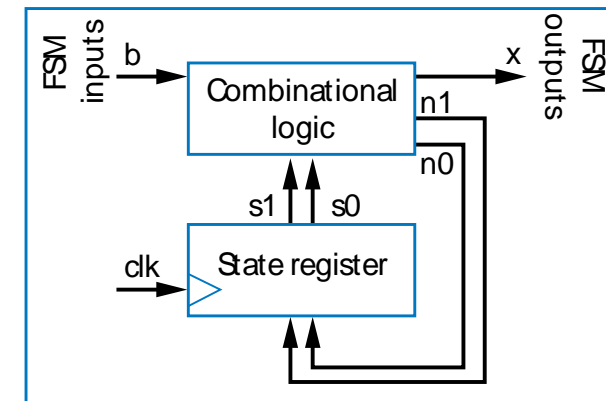 FSM
inputs
b
Combinational
logic
x
FSM
outputs
n1
n0
s1
s0
clk
State register